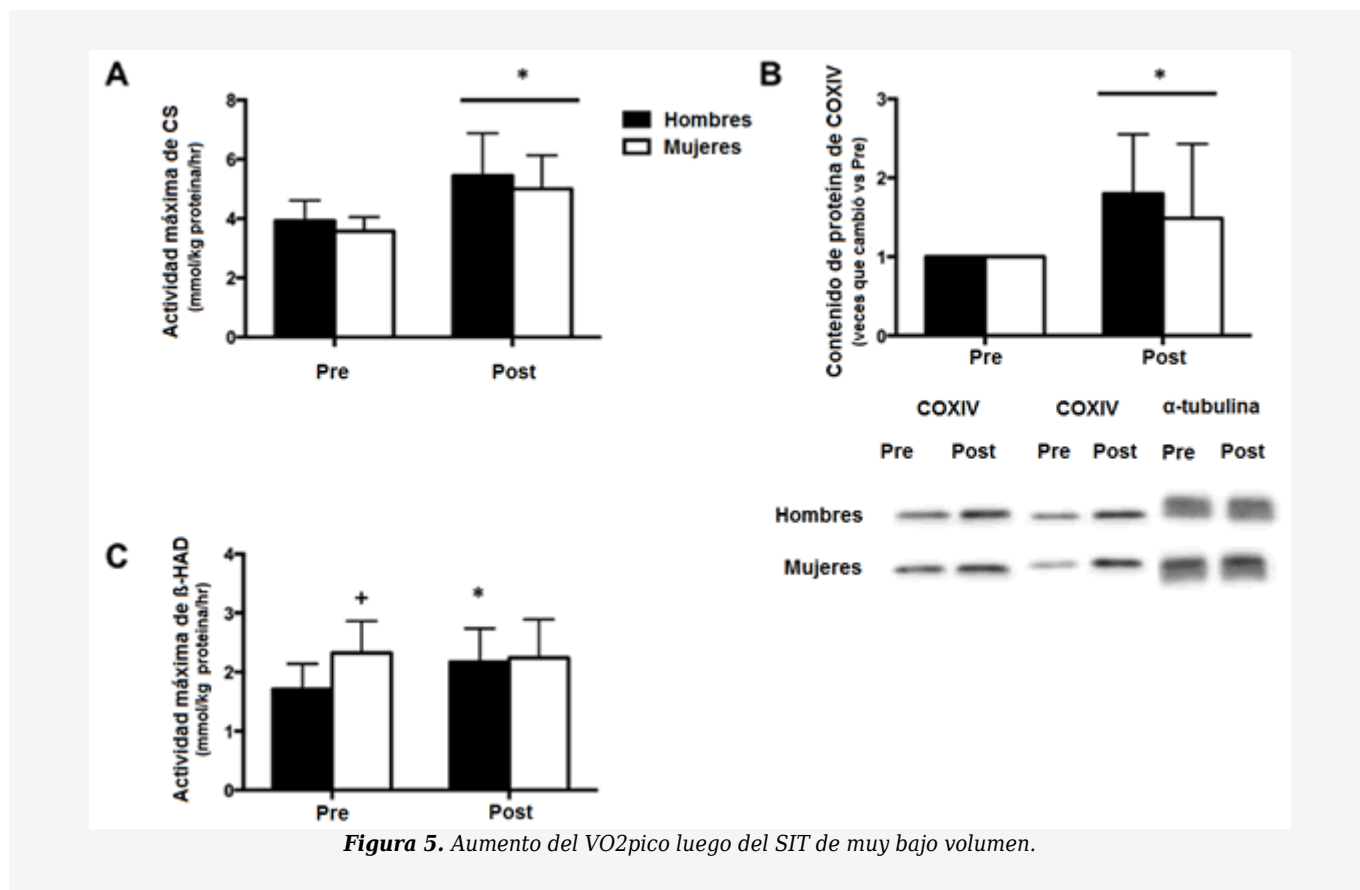 A
Actividad máxima de CS
(mmol/kg proteína/hr)
8
6
4
2
0
*
Pre
Post
Hombres
Mujeres
B
Contenido de proteína de COXIV
(veces que cambió vs Pre)
3
2
1
0
*
Pre
Post
COXIV
COXIV
α-tubulina
Pre
Post
Pre
Post
Pre
Post
Hombres
Mujeres
C
Actividad máxima de ß-HAD
(mmol/kg proteína/hr)
4
3
2
1
0
+
*
Pre
Post
Figura 5. Aumento del VO2pico luego del SIT de muy bajo volumen.